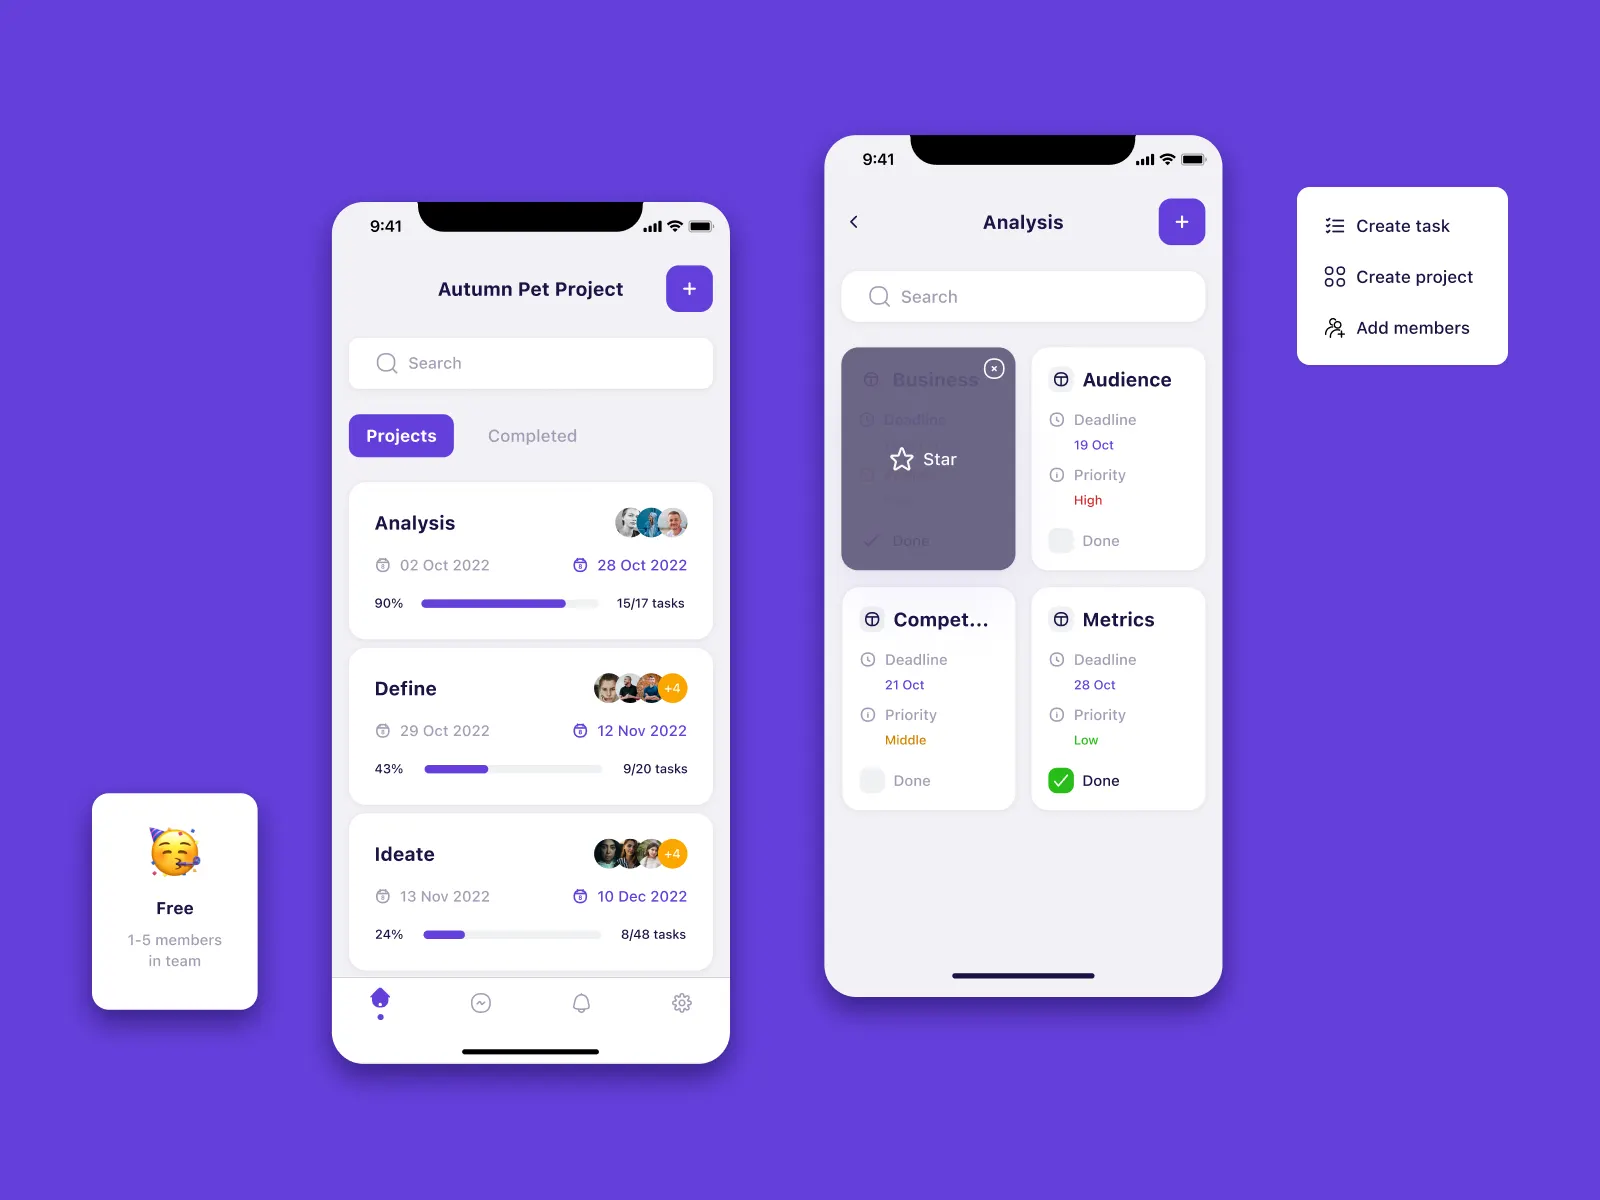 9:41
Autumn Pet Project
+
Search
Projects
Completed
Analysis
02 Oct 2022
28 Oct 2022
90%
15/17 tasks
Define
+4
29 Oct 2022
12 Nov 2022
43%
9/20 tasks
Ideate
+4
13 Nov 2022
10 Dec 2022
24%
8/48 tasks
Free
1-5 members
in team
9:41
Analysis
+
Search
Business
Deadline
Star
Done
Audience
Deadline
19 Oct
Priority
High
Done
Compet...
Deadline
21 Oct
Priority
Middle
Done
Metrics
Deadline
28 Oct
Priority
Low
Done
Create task
Create project
Add members